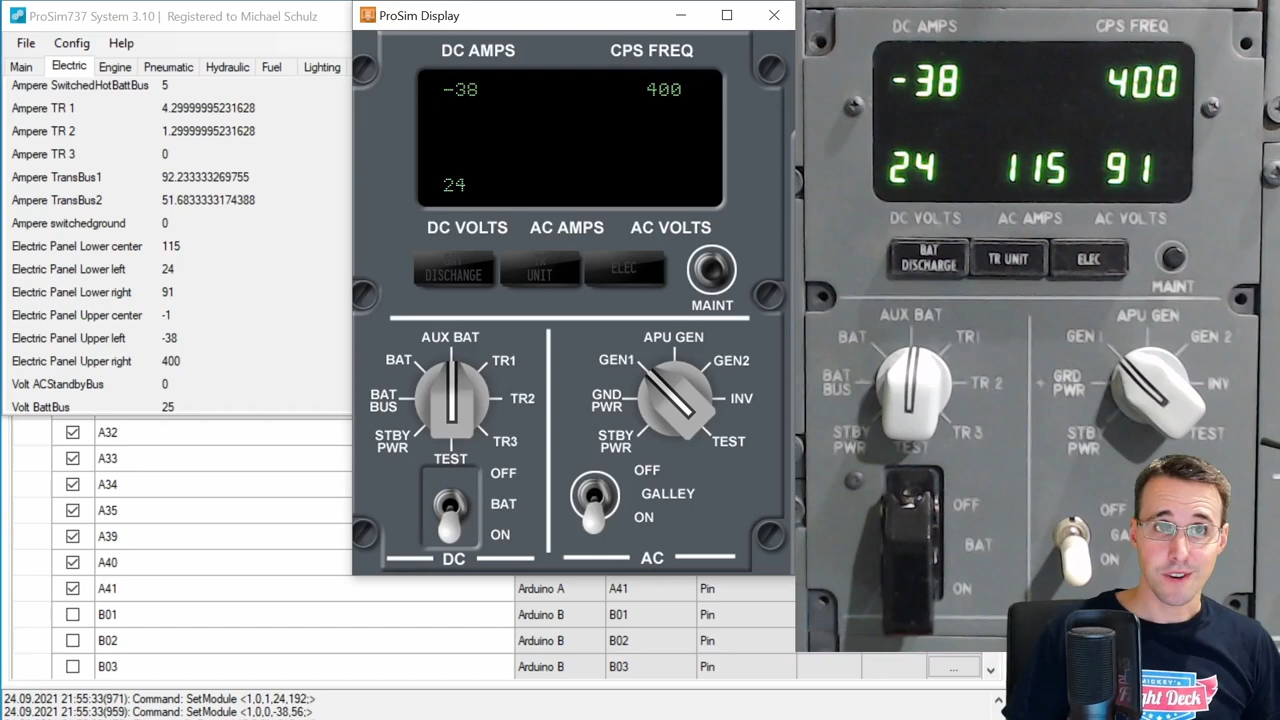 ProSim737 System 3.10 | Registered to Michael Schulz
File Config Help
Main Electric Engine Pneumatic Hydraulic Fuel Lighting
Ampere SwitchedHotBattBus 5
Ampere TR 1 4.29999995231628
Ampere TR 2 1.29999995231628
Ampere TR 3 0
Ampere TransBus1 92.233333269755
Ampere TransBus2 51.6833333174388
Ampere switchedground 0
Electric Panel Lower center 115
Electric Panel Lower left 24
Electric Panel Lower right 91
Electric Panel Upper center -1
Electric Panel Upper left -38
Electric Panel Upper right 400
Volt ACStandbyBus 0
Volt BattBus 25
A32
A33
A34
A35
A39
A40
A41 Arduino A A41 Pin
B01 Arduino B B01 Pin
B02 Arduino B B02 Pin
B03 Arduino B B03 Pin
...
24.09.2021 21:55:33(971): Command: SetModule <1,0,1,24,192;>
24.09.2021 21:55:33(959): Command: SetModule <1,0,0,-38,56;>
ProSim Display
DC AMPS CPS FREQ
-38 400
24
DC VOLTS AC AMPS AC VOLTS
BAT DISCHARGE
TR UNIT
ELEC
MAINT
AUX BAT
BAT TR1
BAT BUS TR2
STBY PWR TR3
TEST
OFF
BAT
ON
DC
APU GEN
GEN1 GEN2
GND PWR INV
STBY PWR TEST
OFF
GALLEY
ON
AC
DC AMPS CPS FREQ
-38 400
24 115 91
DC VOLTS AC AMPS AC VOLTS
BAT DISCHARGE
TR UNIT
ELEC
MAINT
AUX BAT
BAT TR1
BAT BUS TR 2
STBY PWR TR 3
TEST
OFF
BAT
ON
APU GEN
GEN 1 GEN 2
GRD PWR INV
STBY PWR TEST
OFF
ON
MICKEY'S